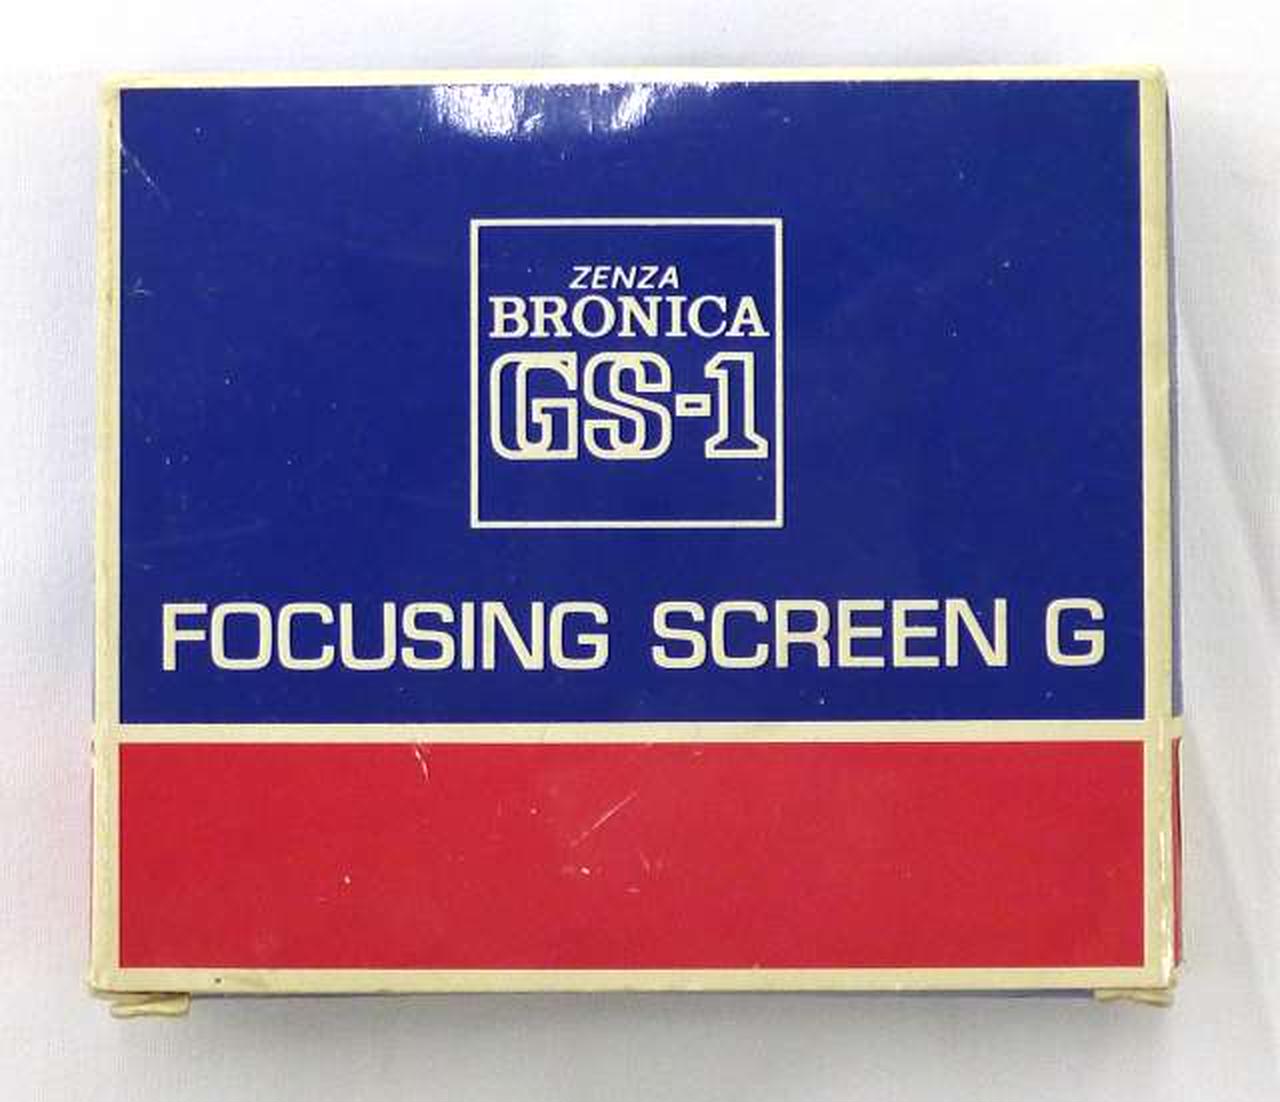 ZENZA
BRONICA
GS-1
FOCUSING SCREEN G